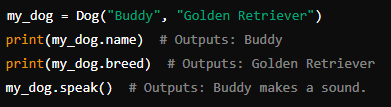 my_dog = Dog("Buddy", "Golden Retriever")
print(my_dog.name)  # Outputs: Buddy
print(my_dog.breed)  # Outputs: Golden Retriever
my_dog.speak()  # Outputs: Buddy makes a sound.